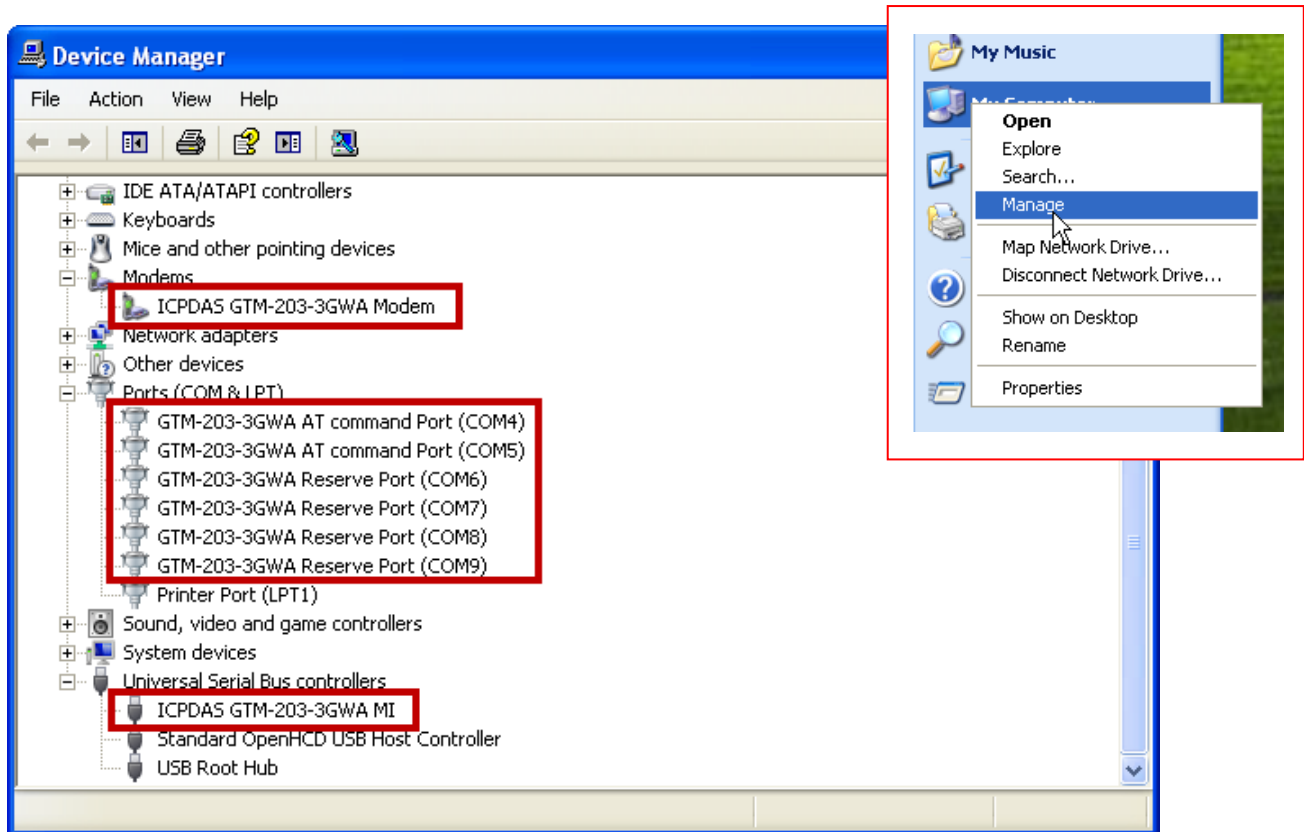 Device Manager
File Action View Help
IDE ATA/ATAPI controllers
Keyboards
Mice and other pointing devices
Modems
ICPDAS GTM-203-3GWA Modem
Network adapters
Other devices
Ports (COM & LPT)
GTM-203-3GWA AT command Port (COM4)
GTM-203-3GWA AT command Port (COM5)
GTM-203-3GWA Reserve Port (COM6)
GTM-203-3GWA Reserve Port (COM7)
GTM-203-3GWA Reserve Port (COM8)
GTM-203-3GWA Reserve Port (COM9)
Printer Port (LPT1)
Sound, video and game controllers
System devices
Universal Serial Bus controllers
ICPDAS GTM-203-3GWA MI
Standard OpenHCD USB Host Controller
USB Root Hub
My Music
My Computer
Open
Explore
Search...
Manage
Map Network Drive...
Disconnect Network Drive...
Show on Desktop
Rename
Properties